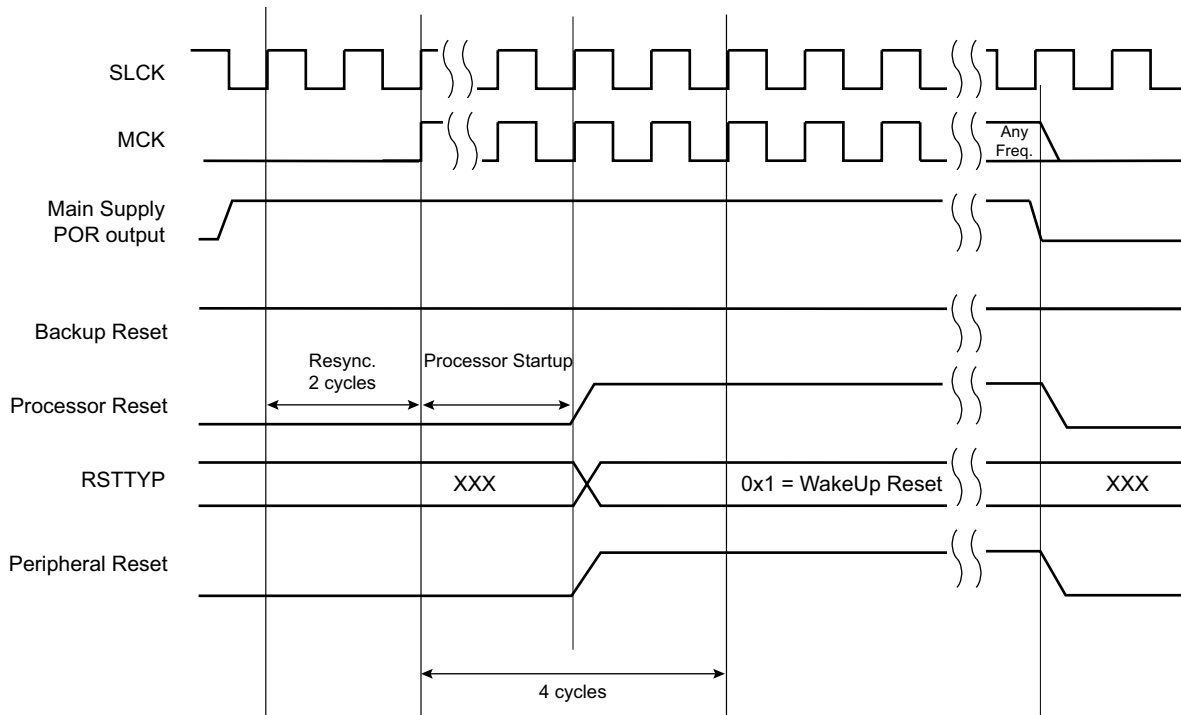 SLCK
MCK
Any
Freq.
Main Supply
POR output
Backup Reset
Resync.
2 cycles
Processor Startup
Processor Reset
RSTTYP
XXX
0x1 = WakeUp Reset
XXX
Peripheral Reset
4 cycles